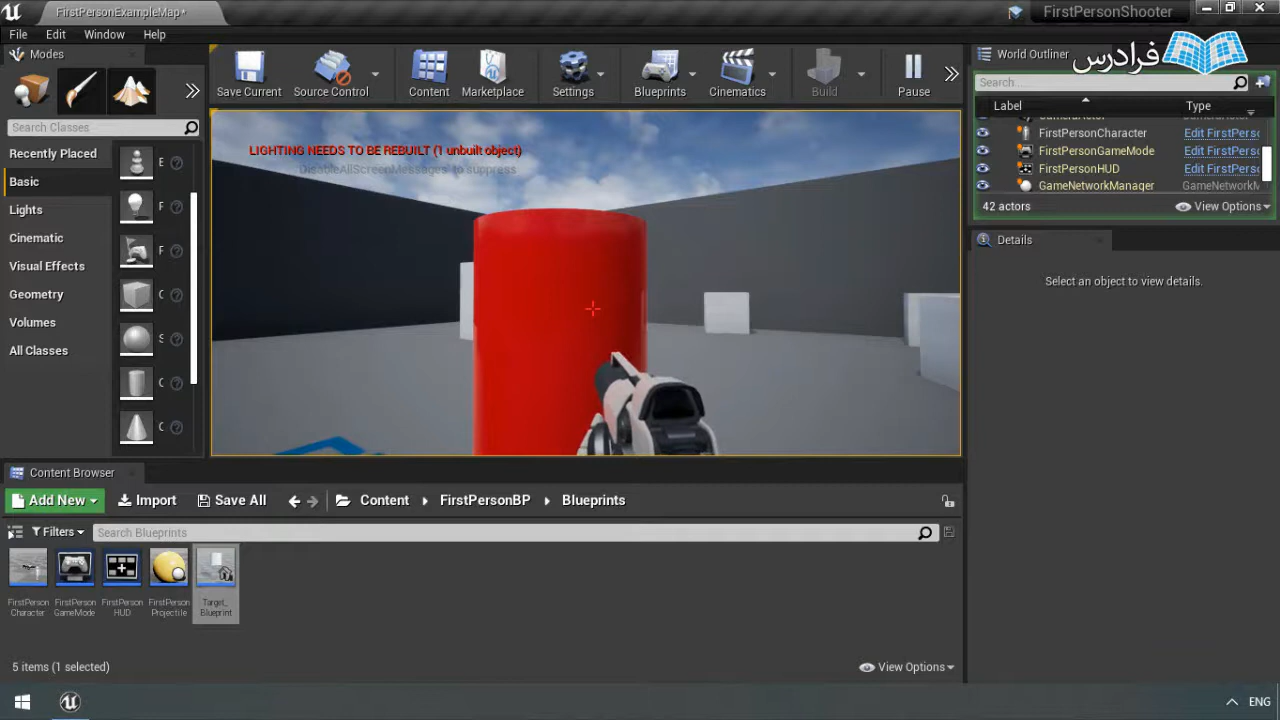 FirstPersonExampleMap*
FirstPersonShooter
File Edit Window Help
Modes
Save Current
Source Control
Content
Marketplace
Settings
Blueprints
Cinematics
Build
Pause
World Outliner
فرادرس
Search...
Label Type
FirstPersonCharacter Edit FirstPerso
FirstPersonGameMode Edit FirstPerso
FirstPersonHUD Edit FirstPerso
GameNetworkManager GameNetworkM
42 actors
View Options
Search Classes
Recently Placed
Basic
Lights
Cinematic
Visual Effects
Geometry
Volumes
All Classes
E
F
F
C
S
C
C
LIGHTING NEEDS TO BE REBUILT (1 unbuilt object)
'DisableAllScreenMessages' to suppress
Details
Select an object to view details.
Content Browser
Add New
Import
Save All
Content
FirstPersonBP
Blueprints
Filters
Search Blueprints
FirstPerson
Character
FirstPerson
GameMode
FirstPerson
HUD
FirstPerson
Projectile
Target_
Blueprint
5 items (1 selected)
View Options
ENG